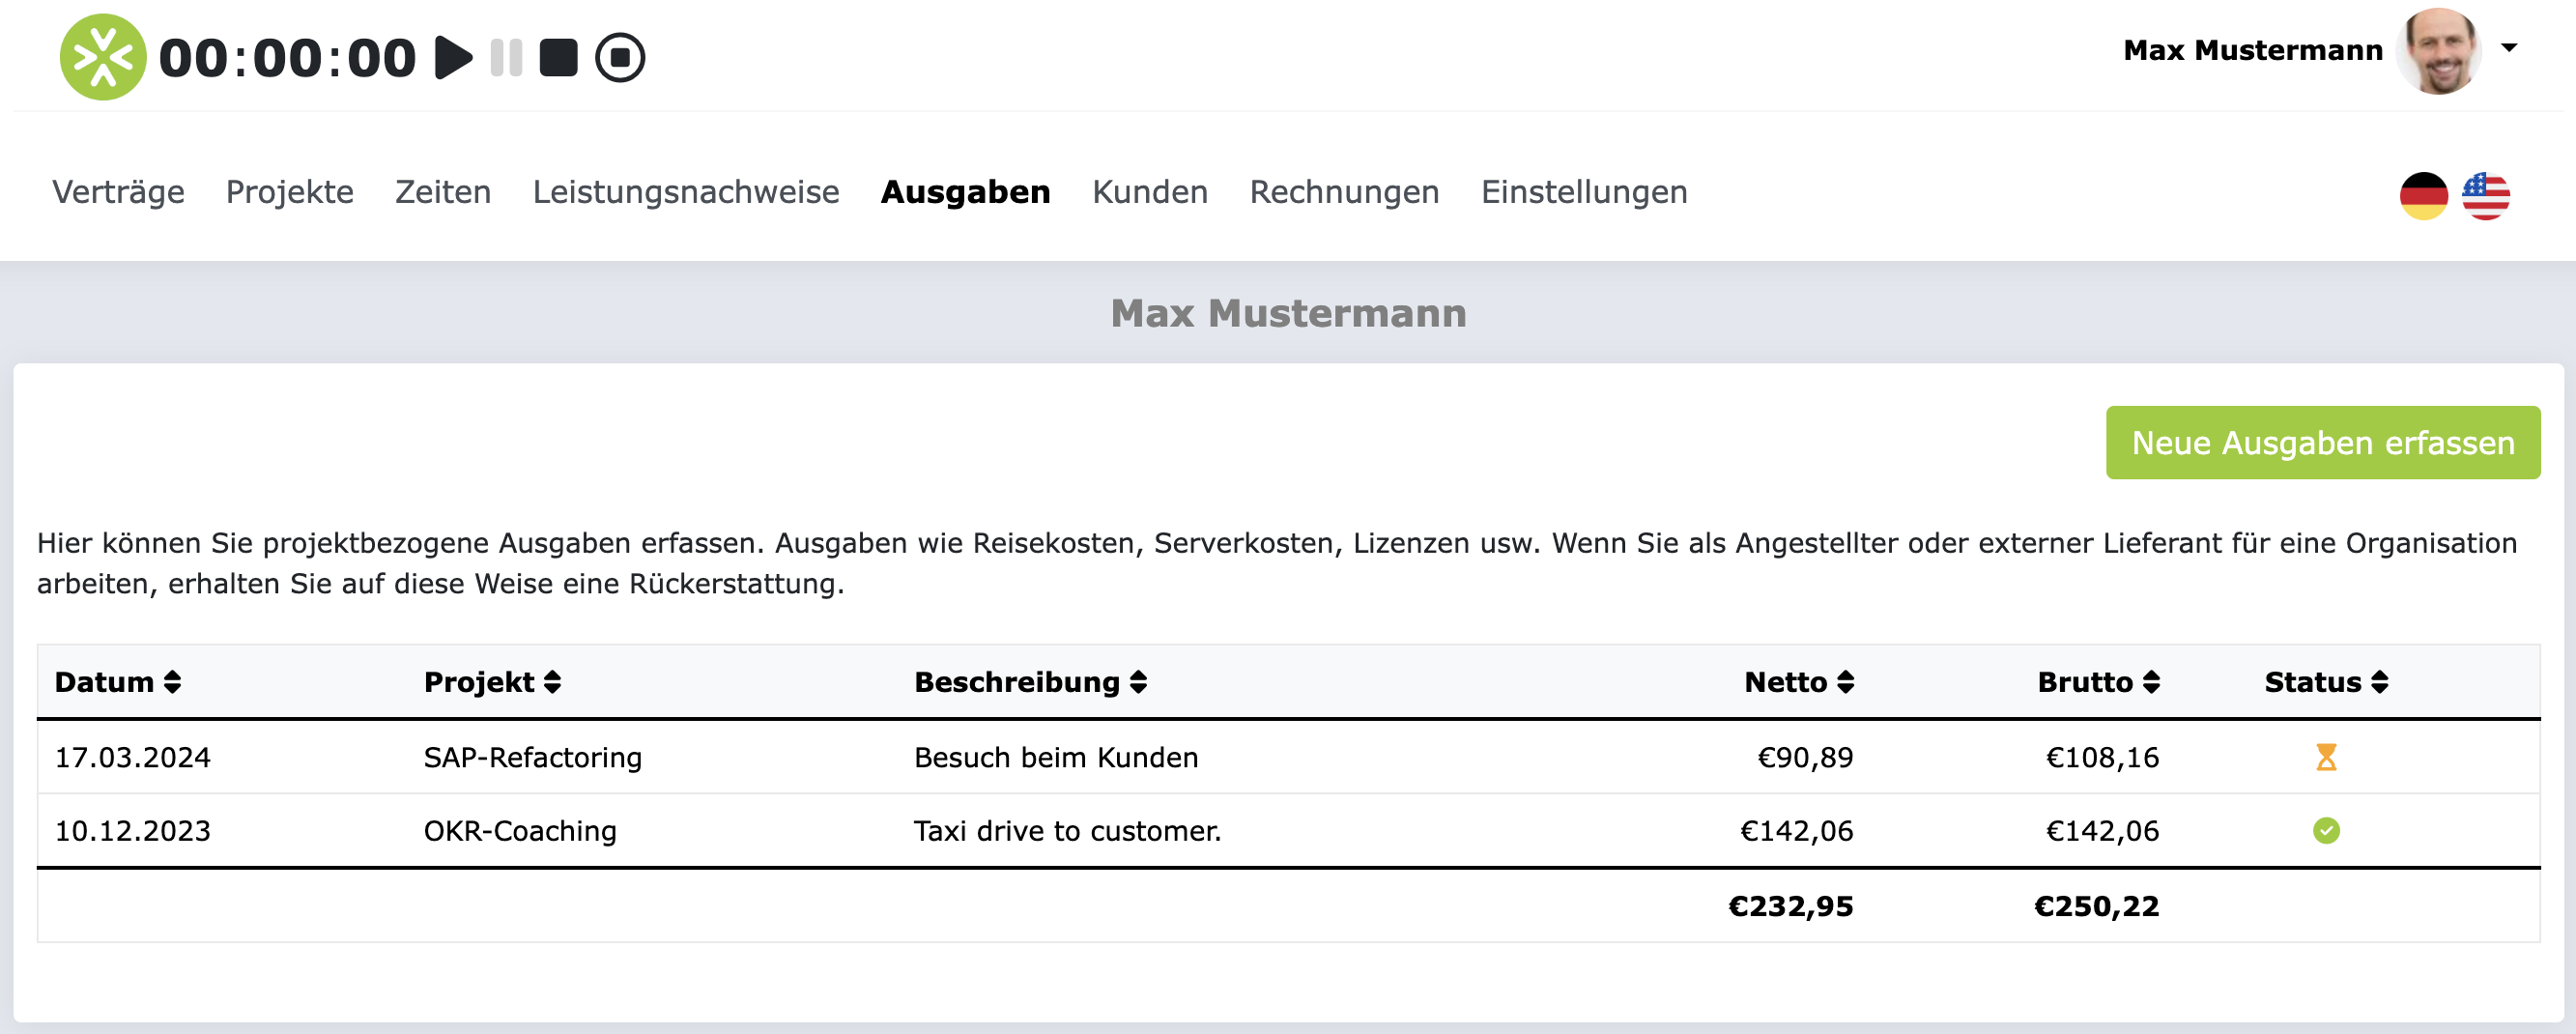 00:00:00
Max Mustermann
Verträge Projekte Zeiten Leistungsnachweise Ausgaben Kunden Rechnungen Einstellungen
Max Mustermann
Neue Ausgaben erfassen
Hier können Sie projektbezogene Ausgaben erfassen. Ausgaben wie Reisekosten, Serverkosten, Lizenzen usw. Wenn Sie als Angestellter oder externer Lieferant für eine Organisation
arbeiten, erhalten Sie auf diese Weise eine Rückerstattung.
Datum Projekt Beschreibung Netto Brutto Status
17.03.2024 SAP-Refactoring Besuch beim Kunden €90,89 €108,16
10.12.2023 OKR-Coaching Taxi drive to customer. €142,06 €142,06
€232,95 €250,22